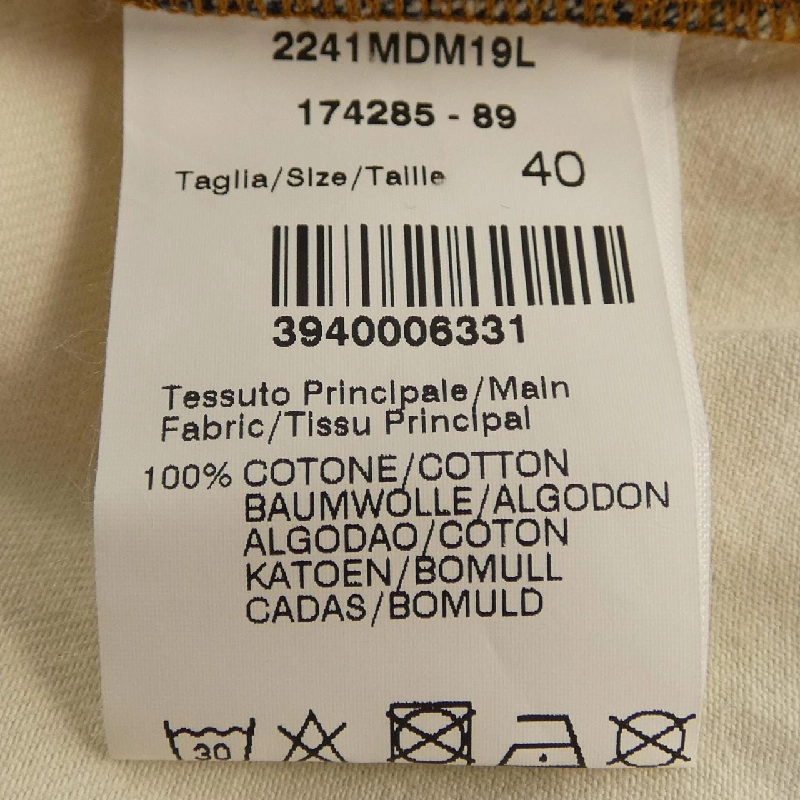 2241MDM19L
174285 - 89
Taglia/Size/Taille 40
3940006331
Tessuto Principale/Main
Fabric/Tissu Principal
100% COTONE/COTTON
BAUMWOLLE/ALGODON
ALGODAO/COTON
KATOEN/BOMULL
CADAS/BOMULD
30